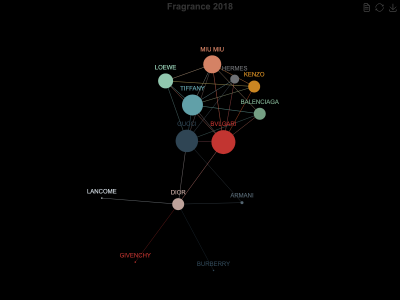 Fragrance 2018
MIU MIU
LOEWE
HERMES
KENZO
TIFFANY
BALENCIAGA
GUCCI
BVLGARI
LANCOME
DIOR
ARMANI
GIVENCHY
BURBERRY